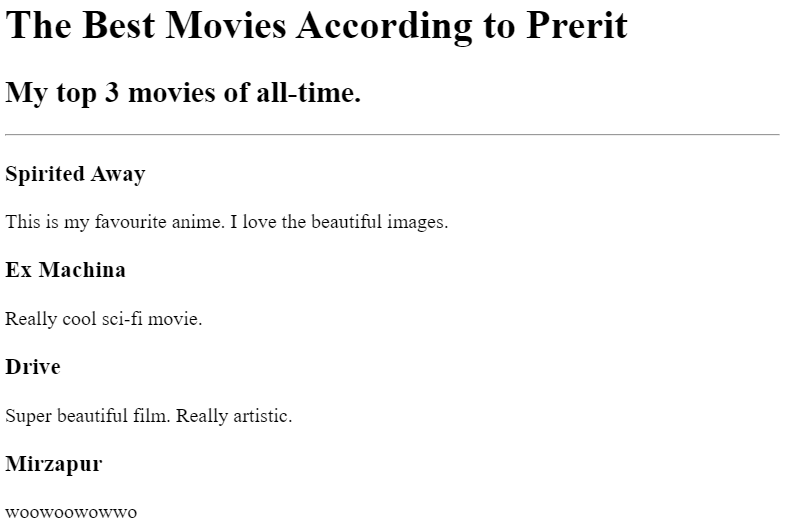 The Best Movies According to Prerit
My top 3 movies of all-time.
Spirited Away
This is my favourite anime. I love the beautiful images.
Ex Machina
Really cool sci-fi movie.
Drive
Super beautiful film. Really artistic.
Mirzapur
woowoowowwo